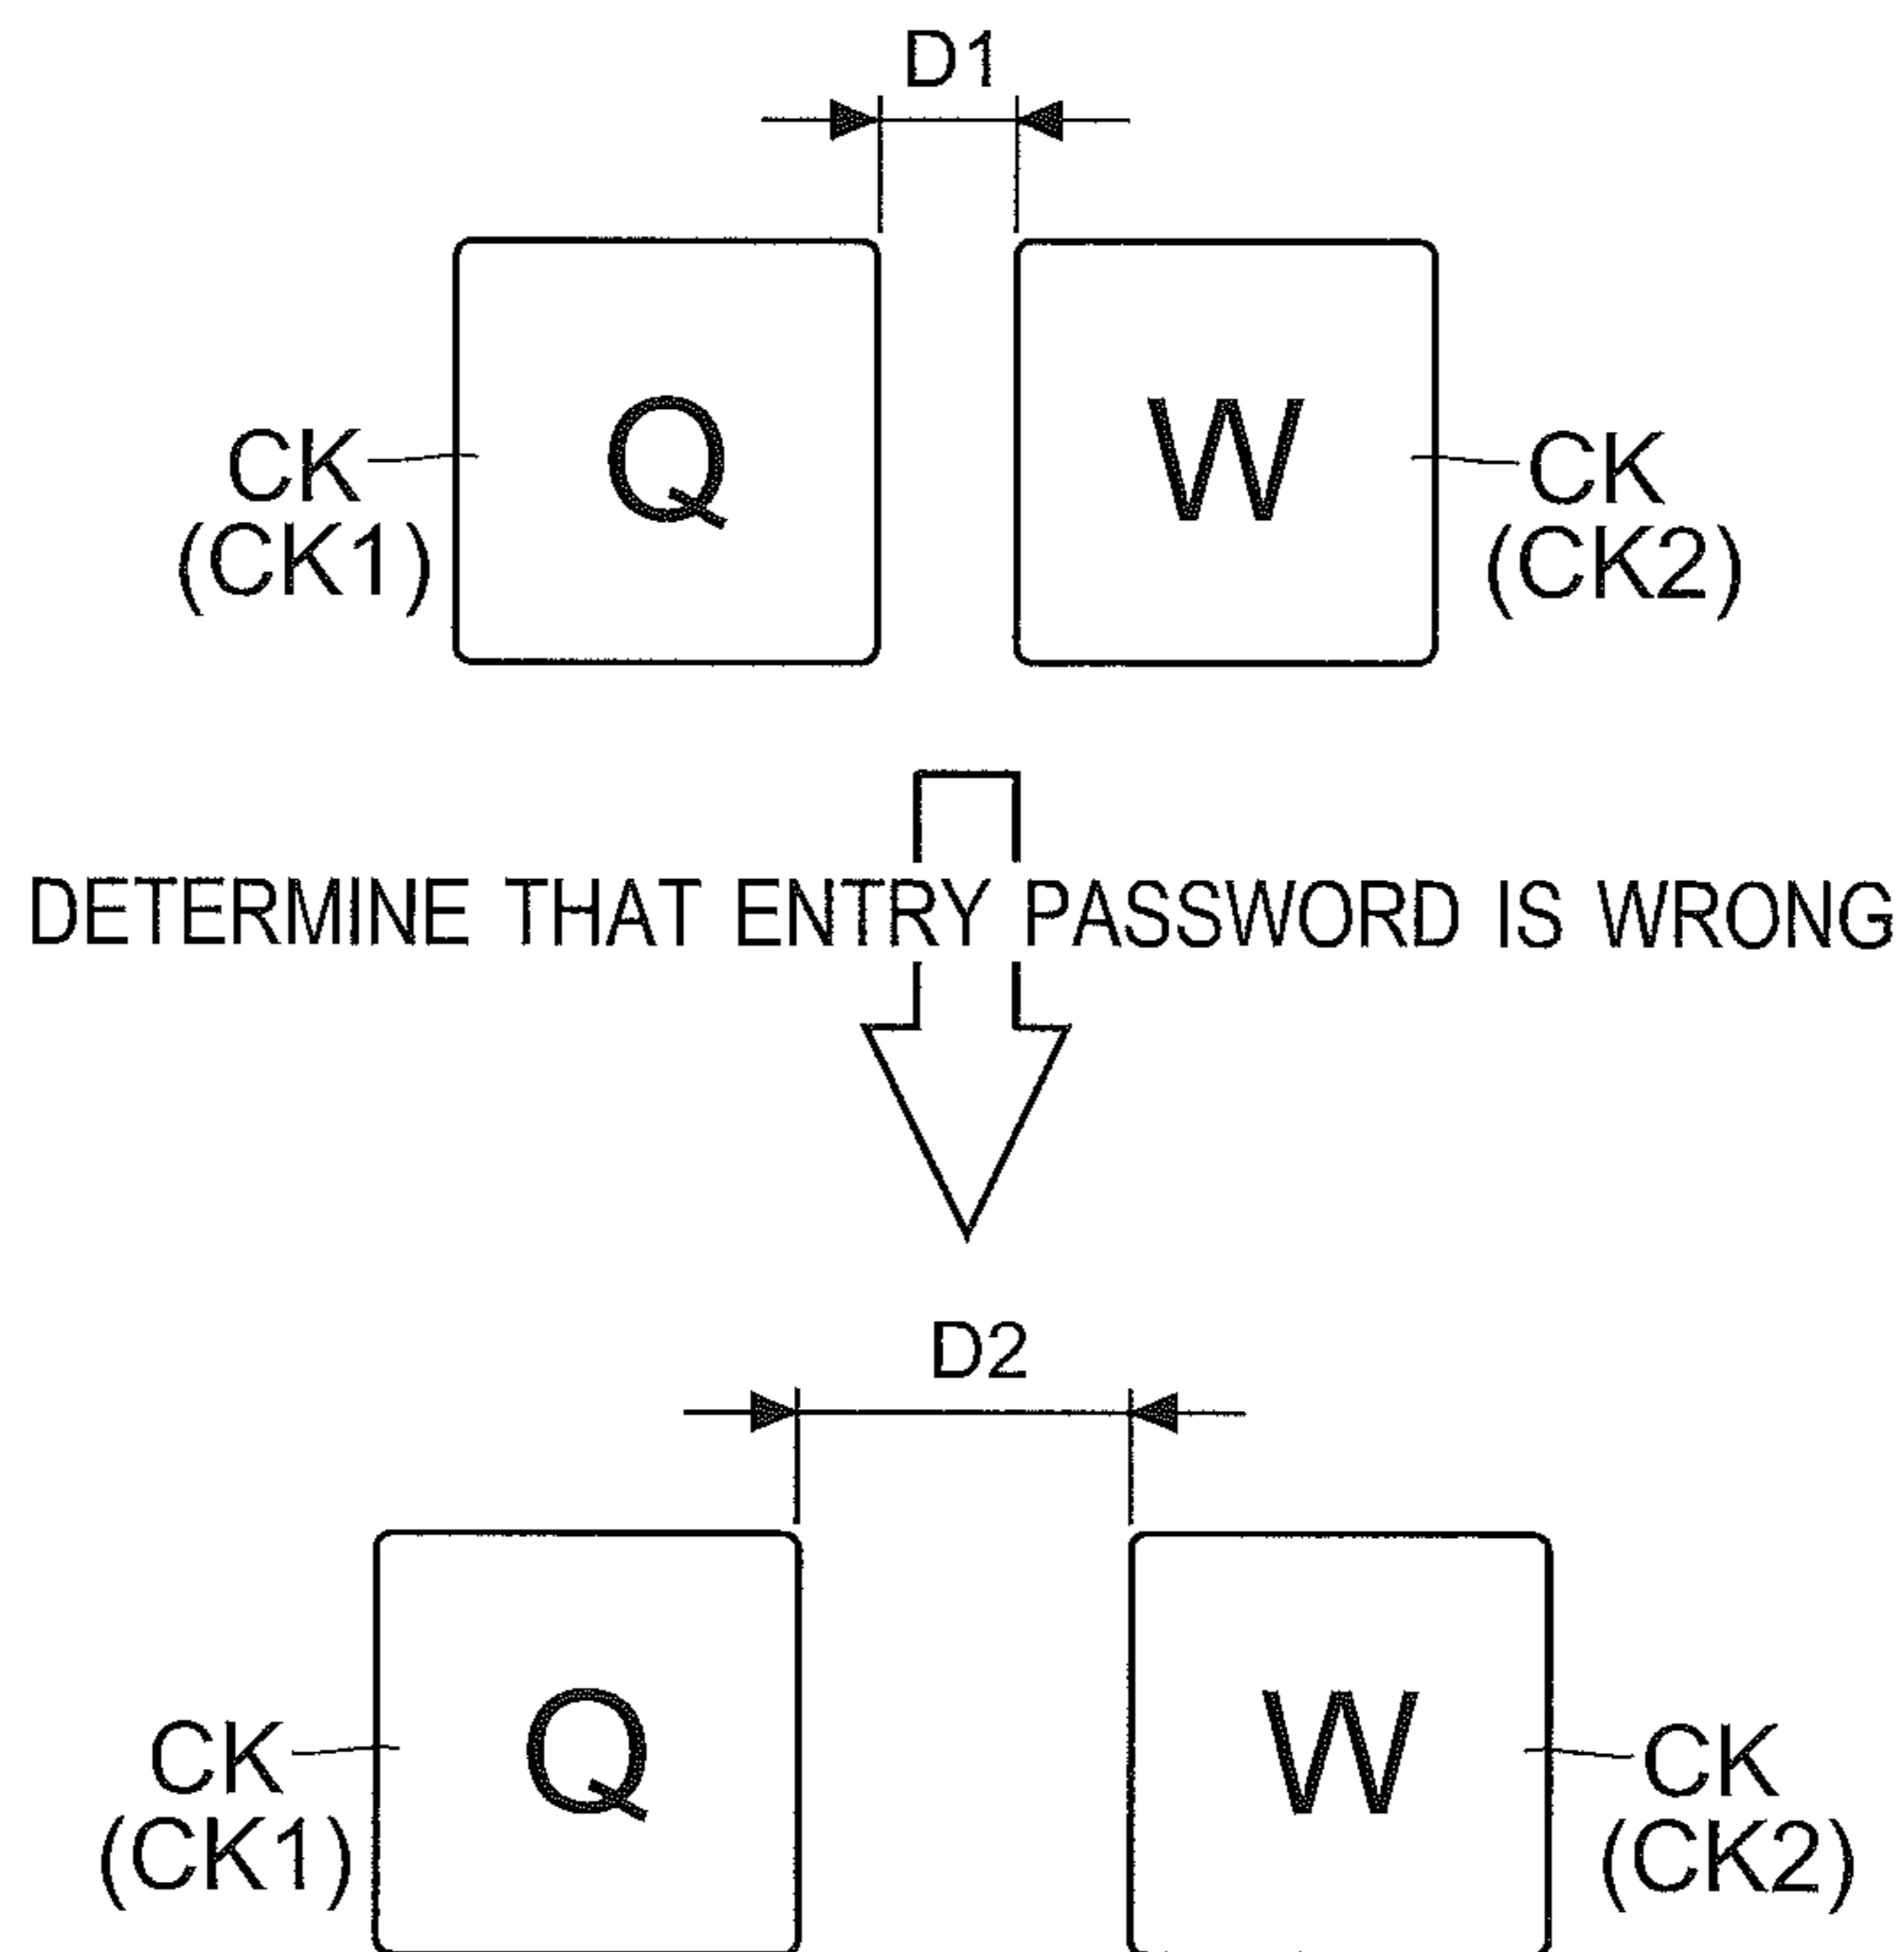 D1
Q W
CK CK
(CK1) (CK2)
DETERMINE THAT ENTRY PASSWORD IS WRONG
D2
Q W
CK CK
(CK1) (CK2)